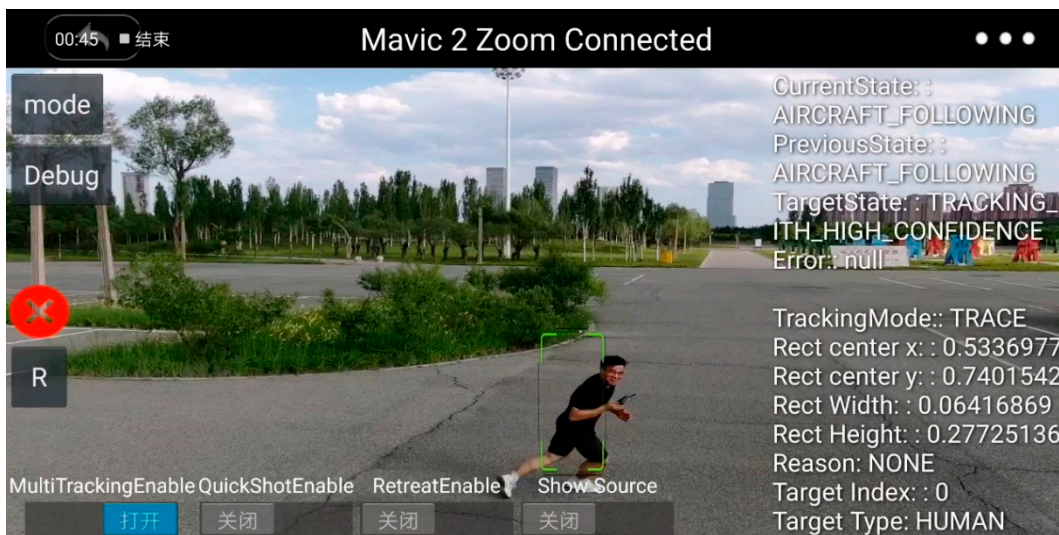 00:45 结束
Mavic 2 Zoom Connected
mode
Debug
R
CurrentState: :
AIRCRAFT_FOLLOWING
PreviousState: :
AIRCRAFT_FOLLOWING
TargetState: : TRACKING_
ITH_HIGH_CONFIDENCE
Error:: null
TrackingMode:: TRACE
Rect center x: : 0.5336977
Rect center y: : 0.7401542
Rect Width: : 0.06416869
Rect Height: : 0.27725136
Reason: NONE
Target Index: : 0
Target Type: HUMAN
MultiTrackingEnable QuickShotEnable RetreatEnable Show Source
打开 关闭 关闭 关闭